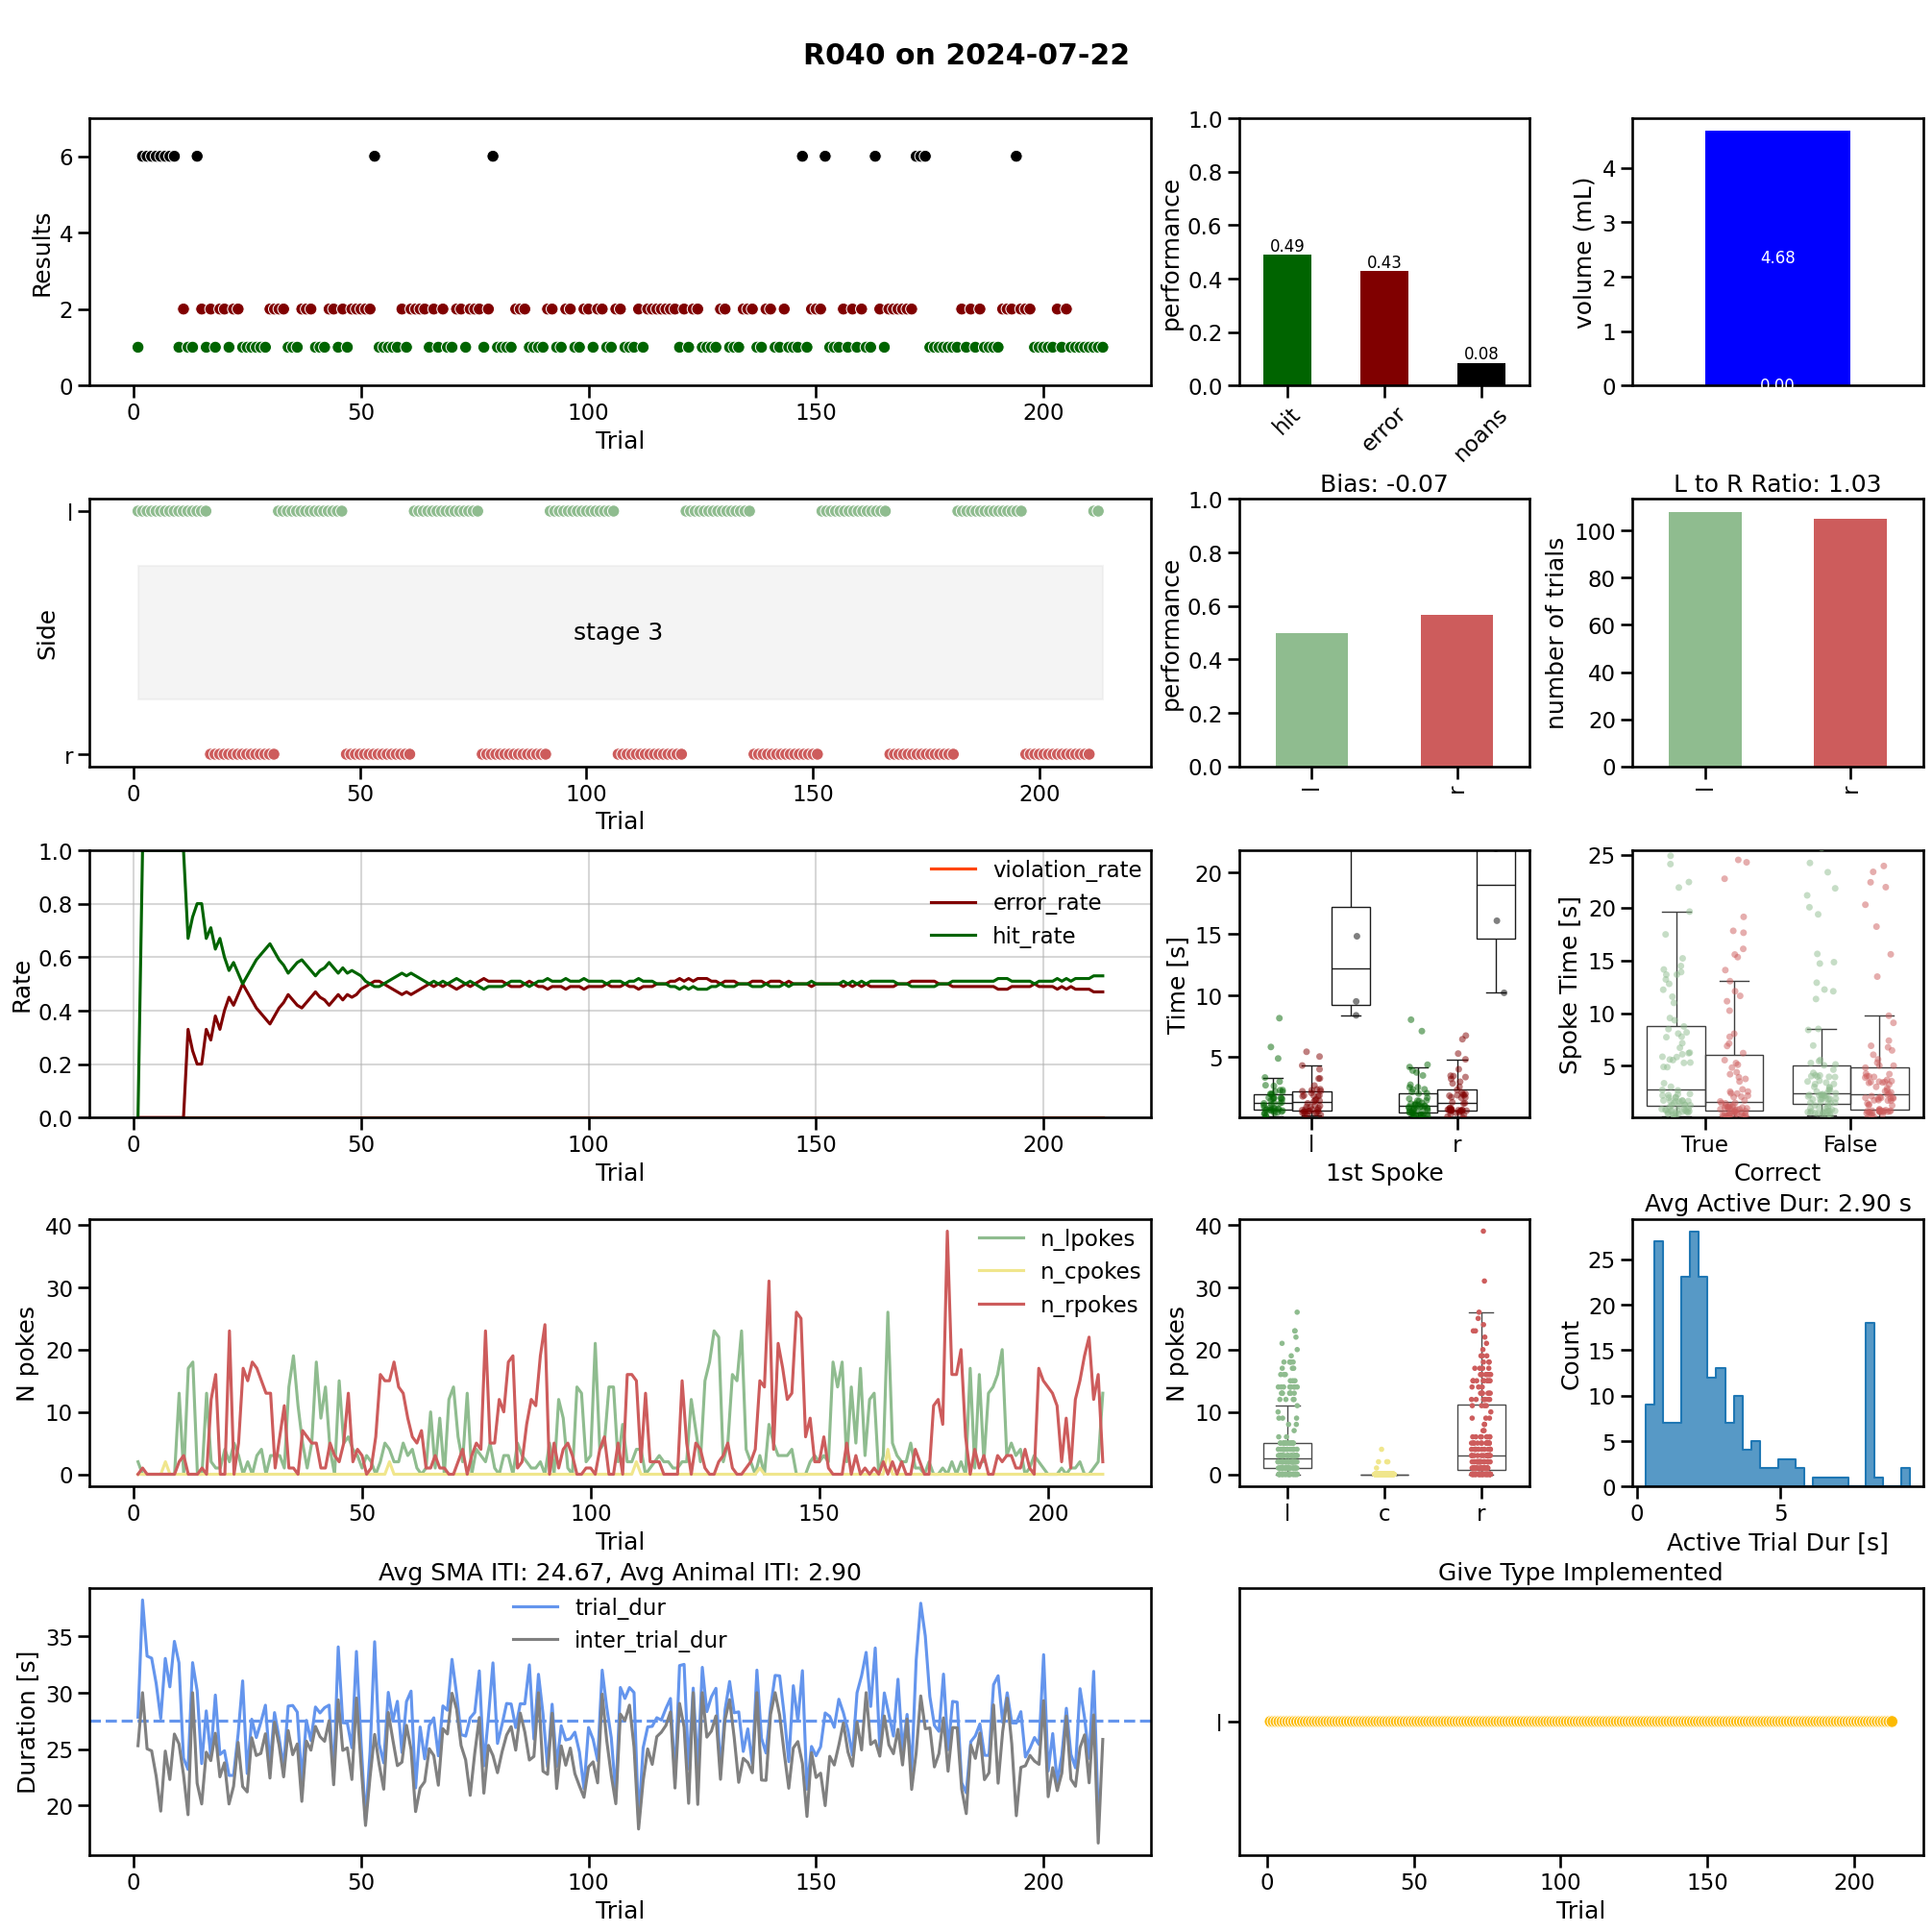 R040 on 2024-07-22
Results
6
4
2
0
0 50 100 150 200
Trial
performance
1.0
0.8
0.6
0.4
0.2
0.0
0.49
0.43
0.08
hit error noans
volume (mL)
4
3
2
1
0
4.68
0.00
Side
l
r
stage 3
0 50 100 150 200
Trial
Bias: -0.07
performance
1.0
0.8
0.6
0.4
0.2
0.0
l r
L to R Ratio: 1.03
number of trials
100
80
60
40
20
0
l r
Rate
1.0
0.8
0.6
0.4
0.2
0.0
violation_rate
error_rate
hit_rate
0 50 100 150 200
Trial
Time [s]
20
15
10
5
l r
1st Spoke
Spoke Time [s]
25
20
15
10
5
True False
Correct
N pokes
40
30
20
10
0
n_lpokes
n_cpokes
n_rpokes
0 50 100 150 200
Trial
N pokes
40
30
20
10
0
l c r
Avg Active Dur: 2.90 s
Count
25
20
15
10
5
0
0 5
Active Trial Dur [s]
Avg SMA ITI: 24.67, Avg Animal ITI: 2.90
Duration [s]
35
30
25
20
trial_dur
inter_trial_dur
0 50 100 150 200
Trial
Give Type Implemented
l
0 50 100 150 200
Trial